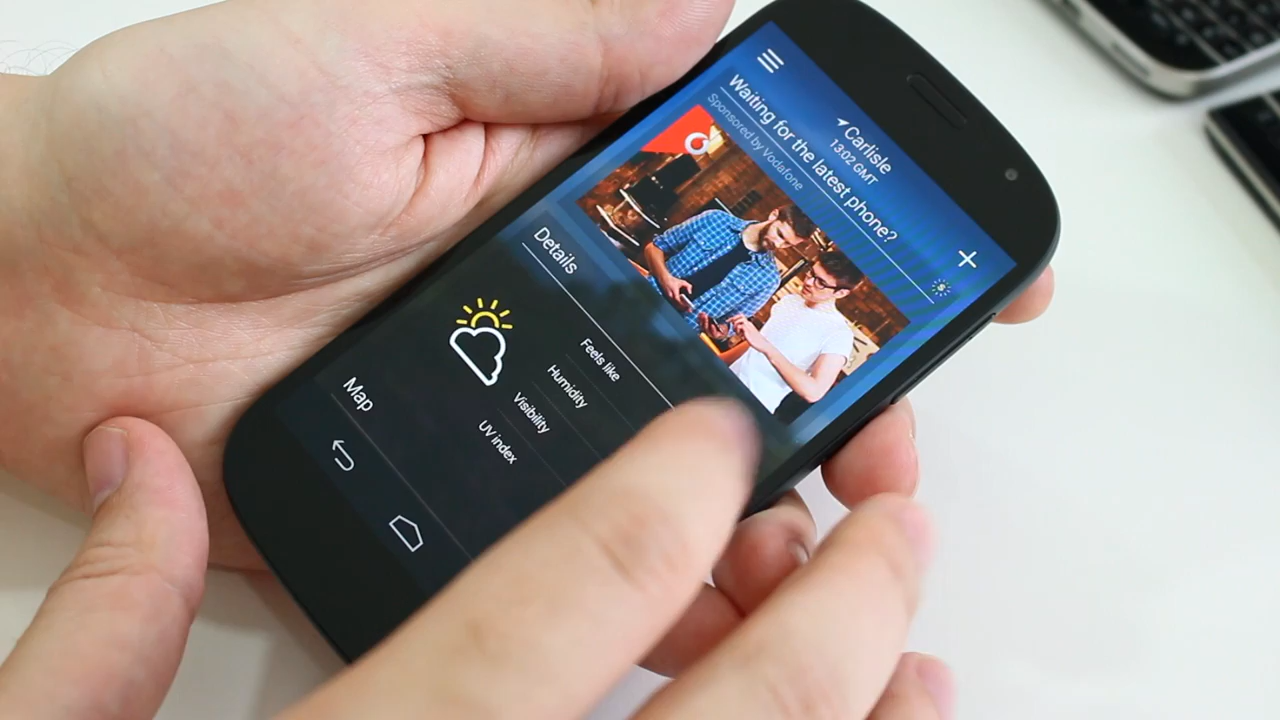 Carlisle
13:02 GMT
Waiting for the latest phone?
Sponsored by Vodafone
Details
Feels like
Humidity
Visibility
UV index
Map